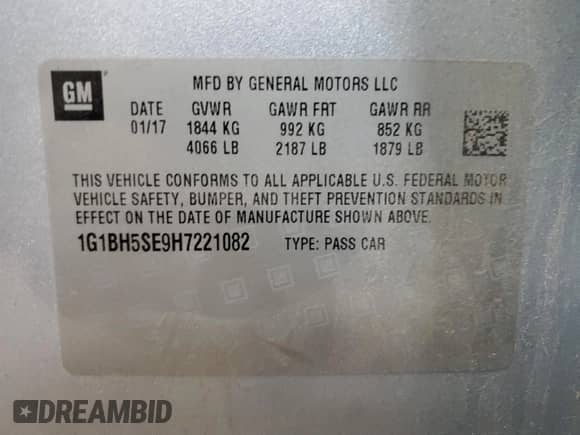 GM
MFD BY GENERAL MOTORS LLC
DATE GVWR GAWR FRT GAWR RR
01/17 1844 KG 992 KG 852 KG
4066 LB 2187 LB 1879 LB
THIS VEHICLE CONFORMS TO ALL APPLICABLE U.S. FEDERAL MOTOR
VEHICLE SAFETY, BUMPER, AND THEFT PREVENTION STANDARDS IN
EFFECT ON THE DATE OF MANUFACTURE SHOWN ABOVE.
1G1BH5SE9H7221082 TYPE: PASS CAR
DREAMBID